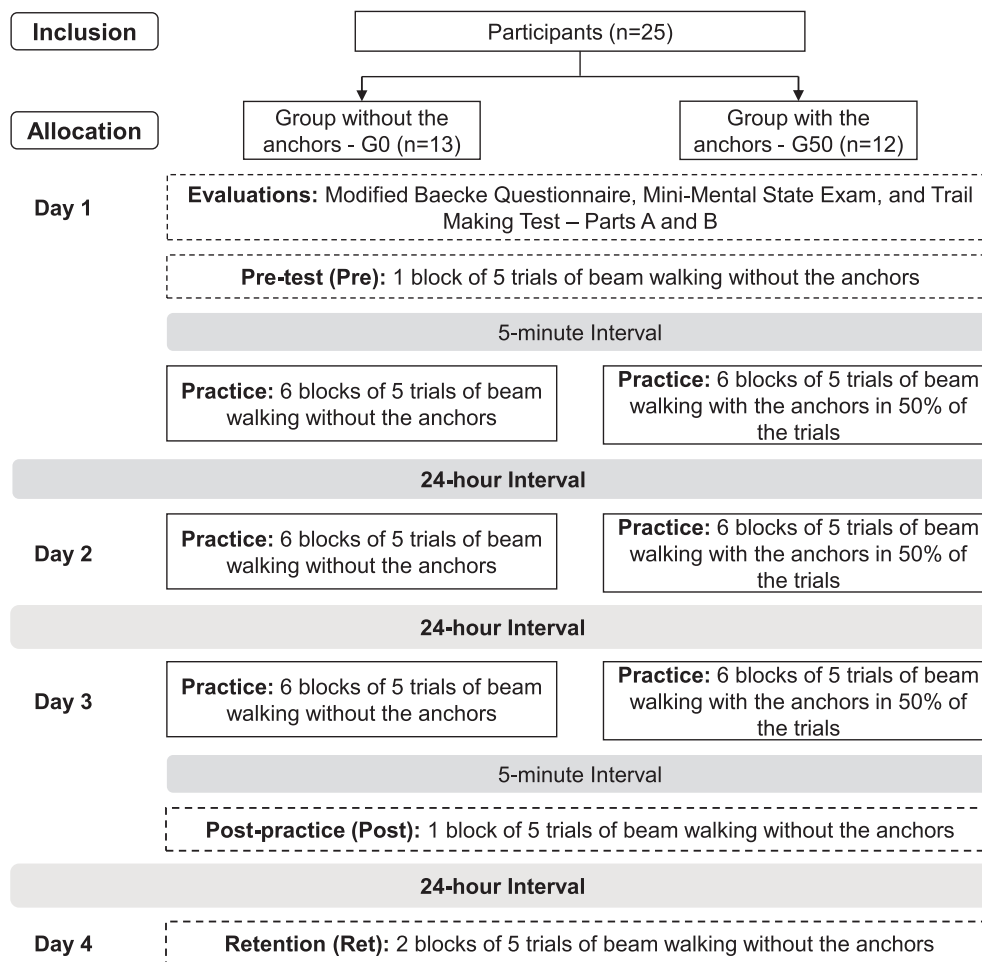 Inclusion
Participants (n=25)
Allocation
Group without the
anchors - G0 (n=13)
Group with the
anchors - G50 (n=12)
Day 1
Evaluations: Modified Baecke Questionnaire, Mini-Mental State Exam, and Trail
Making Test – Parts A and B
Pre-test (Pre): 1 block of 5 trials of beam walking without the anchors
5-minute Interval
Practice: 6 blocks of 5 trials of beam
walking without the anchors
Practice: 6 blocks of 5 trials of beam
walking with the anchors in 50% of
the trials
24-hour Interval
Day 2
Practice: 6 blocks of 5 trials of beam
walking without the anchors
Practice: 6 blocks of 5 trials of beam
walking with the anchors in 50% of
the trials
24-hour Interval
Day 3
Practice: 6 blocks of 5 trials of beam
walking without the anchors
Practice: 6 blocks of 5 trials of beam
walking with the anchors in 50% of
the trials
5-minute Interval
Post-practice (Post): 1 block of 5 trials of beam walking without the anchors
24-hour Interval
Day 4
Retention (Ret): 2 blocks of 5 trials of beam walking without the anchors